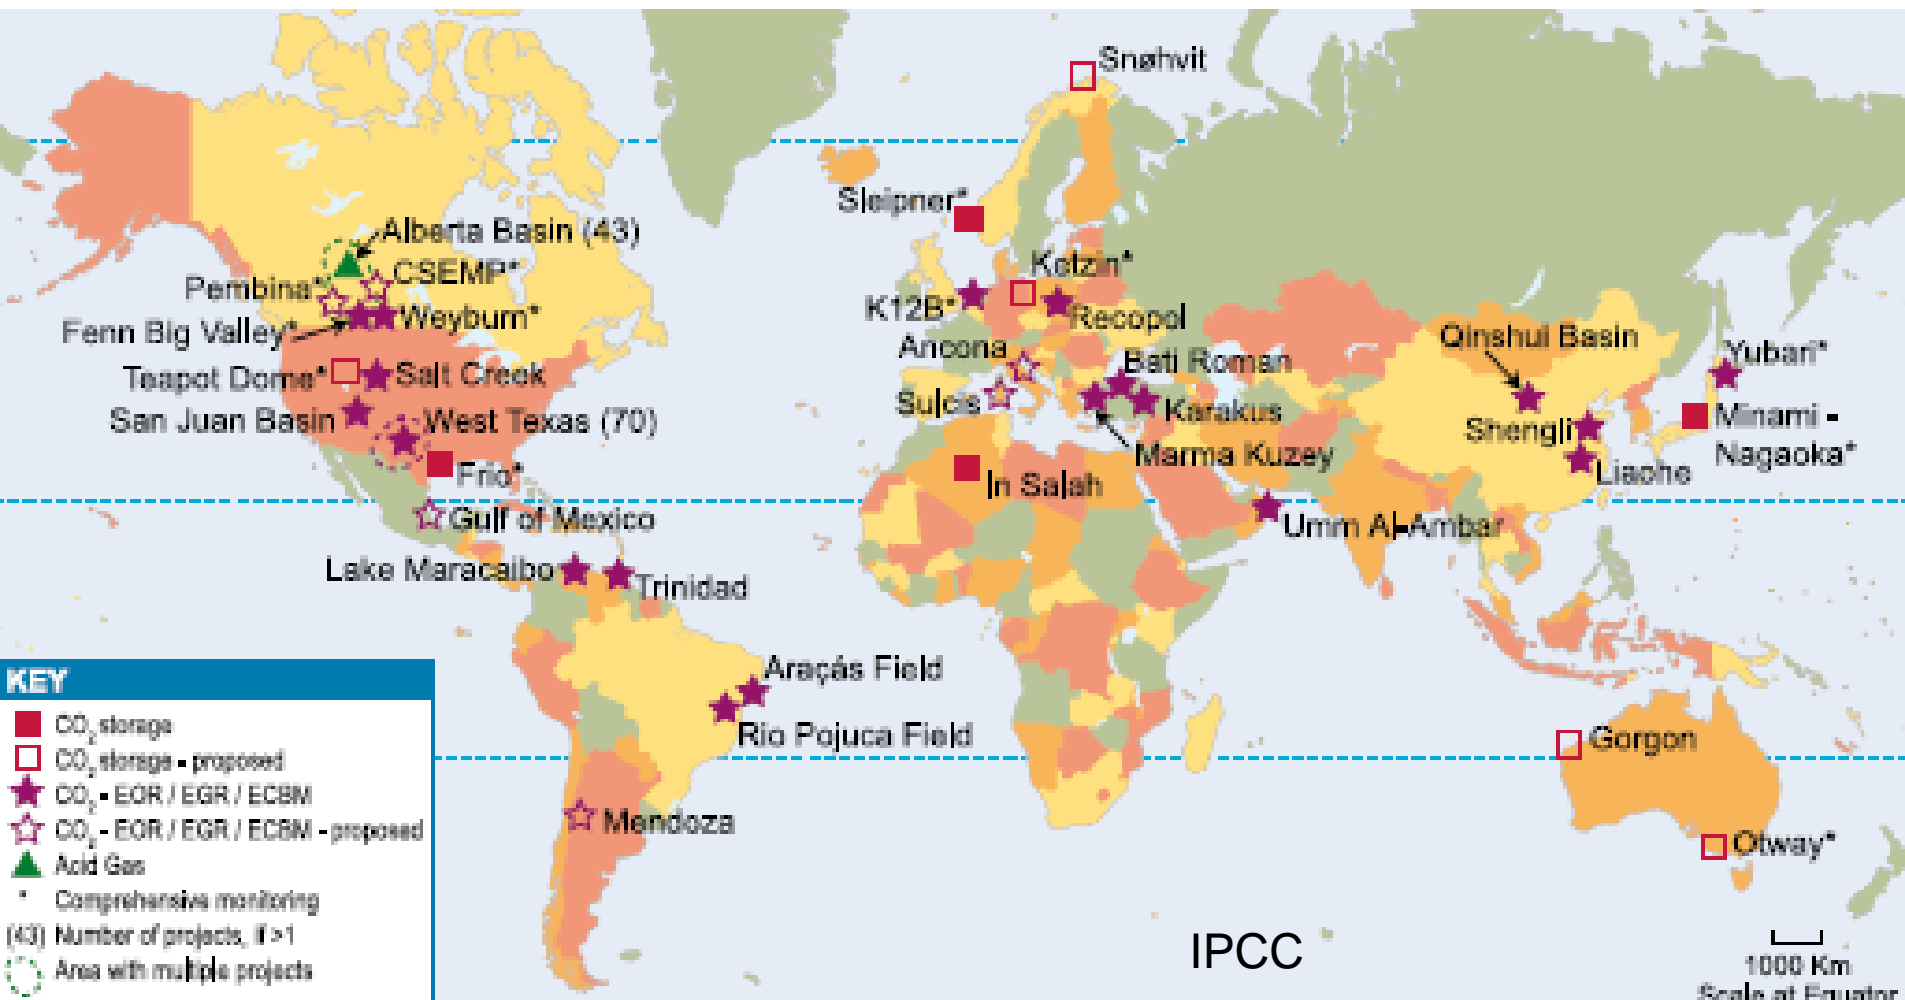 Snøhvit
Sleipner*
Alberta Basin (43)
CSEMP*
Pembina*
Ketzin*
K12B*
Recopol
Fenn Big Valley*
Weyburn*
Qinshui Basin
Ancona
Bati Roman
Yubari*
Teapot Dome*
Salt Creek
Sulcis
Karakus
San Juan Basin
West Texas (70)
Shengli
Minami -
Nagaoka*
Marma Kuzey
Frio*
In Salah
Liaohe
Gulf of Mexico
Umm Al-Ambar
Lake Maracaibo
Trinidad
Araçás Field
Rio Pojuca Field
Gorgon
Mendoza
Otway*
KEY
CO2 storage
CO2 storage - proposed
CO2 - EOR / EGR / ECBM
CO2 - EOR / EGR / ECBM - proposed
Acid Gas
* Comprehensive monitoring
(43) Number of projects, if >1
Area with multiple projects
IPCC
1000 Km
Scale at Equator